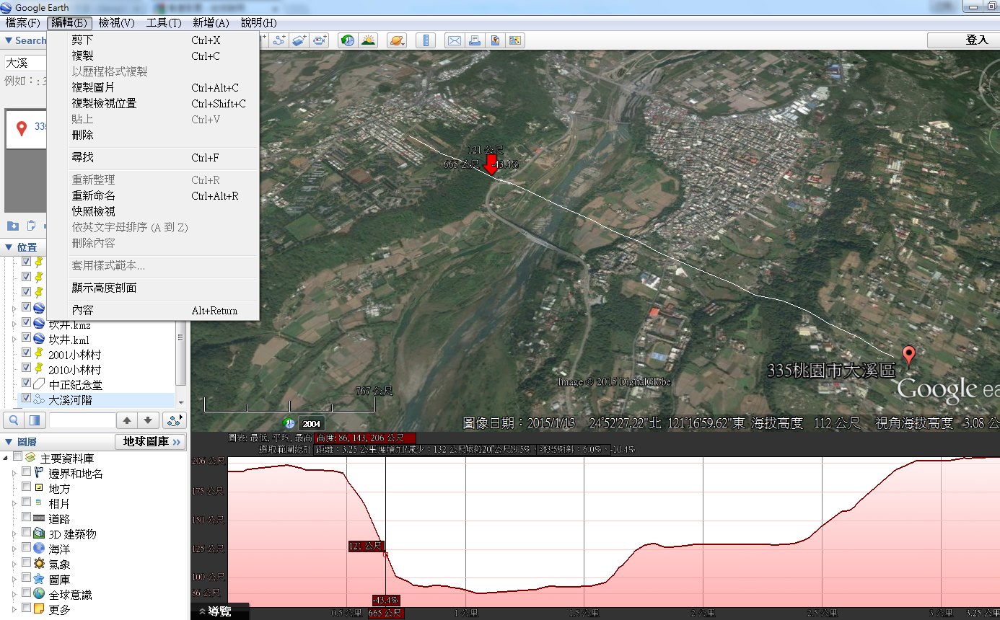 Google Earth
檔案(F) 編輯(E) 檢視(V) 工具(T) 新增(A) 說明(H)
Search
登入
大溪
例如：: 3
335
剪下 Ctrl+X
複製 Ctrl+C
以歷程格式複製
複製圖片 Ctrl+Alt+C
複製檢視位置 Ctrl+Shift+C
貼上 Ctrl+V
刪除
尋找 Ctrl+F
重新整理 Ctrl+R
重新命名 Ctrl+Alt+R
快照檢視
依英文字母排序 (A 到 Z)
刪除內容
套用樣式範本...
顯示高度剖面
內容 Alt+Return
位置
坎井.kmz
坎井.kml
2001小林村
2010小林村
中正紀念堂
大溪河階
圖層
地球圖庫 »
主要資料庫
邊界和地名
地方
相片
道路
3D 建築物
海洋
氣象
圖庫
全球意識
更多
121 公尺
665 公尺 -43.4%
335桃園市大溪區
Image © 2015 DigitalGlobe
Google ea
767 公尺
2004
圖像日期：2015/1/13 24°52'27.22"北 121°16'59.62"東 海拔高度 112 公尺 視角海拔高度 3.08 公
圖表: 最低, 平均, 最高 高度: 86, 143, 206 公尺
選取範圍總計: 距離：3.25 公里
132 公尺
29.5%
6.0%, -10.4%
206 公尺
175 公尺
150 公尺
125 公尺
121 公尺
100 公尺
86 公尺
-43.4%
導覽
0.5 公里 665 公尺 1 公里 1.5 公里 2 公里 2.5 公里 3 公里 3.25 公里